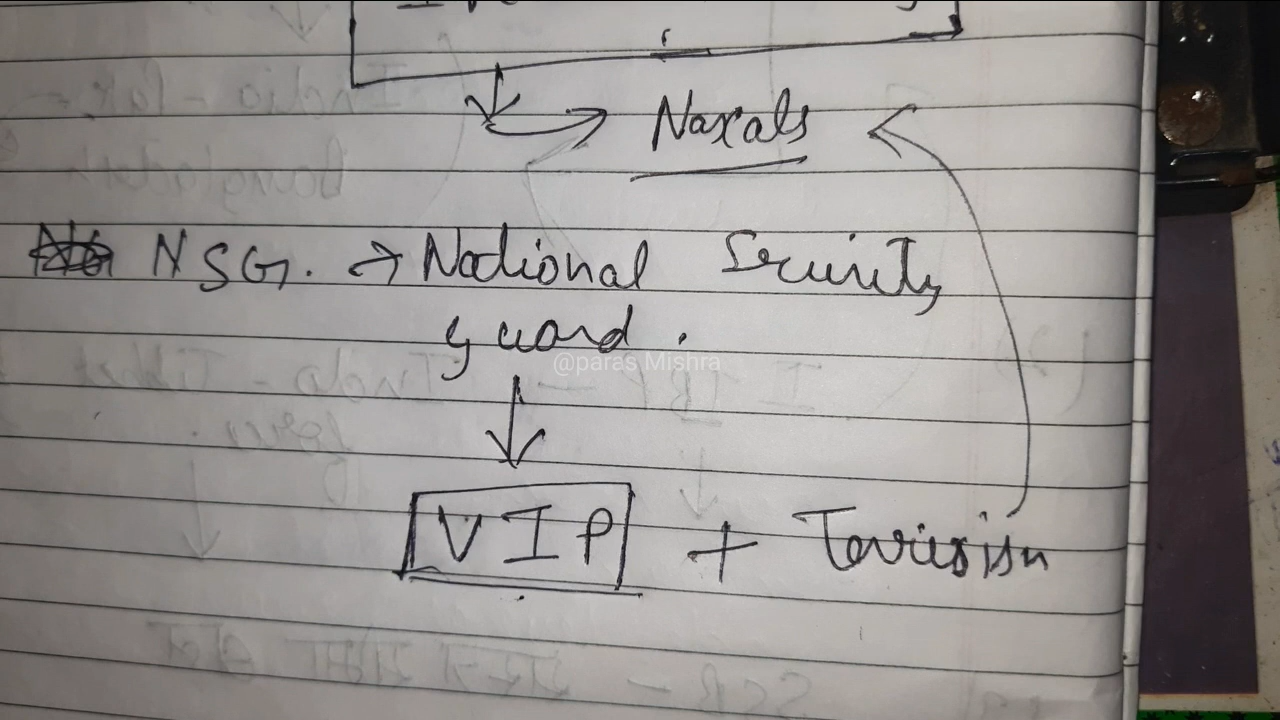 Naxals
NSG. → National Security
guard.
@paras Mishra
VIP + Terrorism